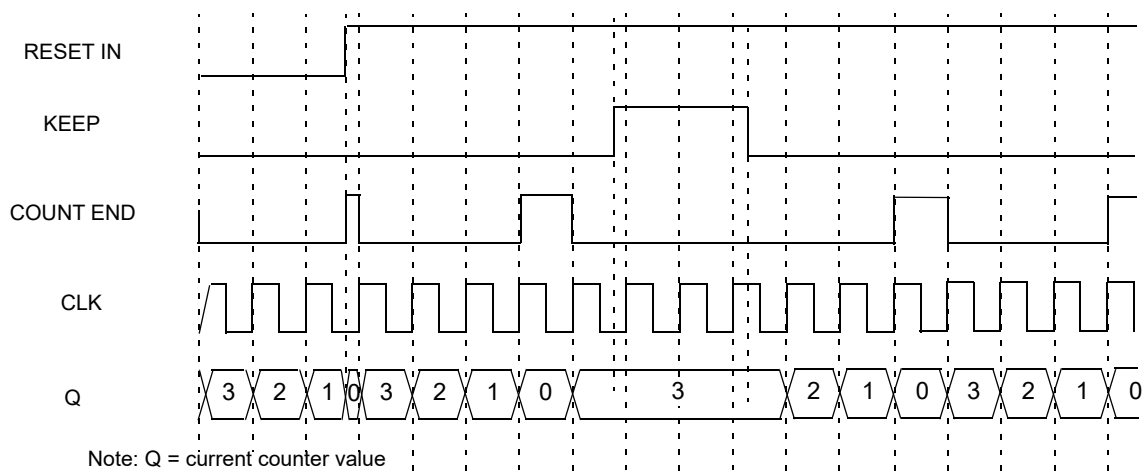 RESET IN
KEEP
COUNT END
CLK
Q
3 2 1 0 3 2 1 0 3 2 1 0 3 2 1 0
Note: Q = current counter value